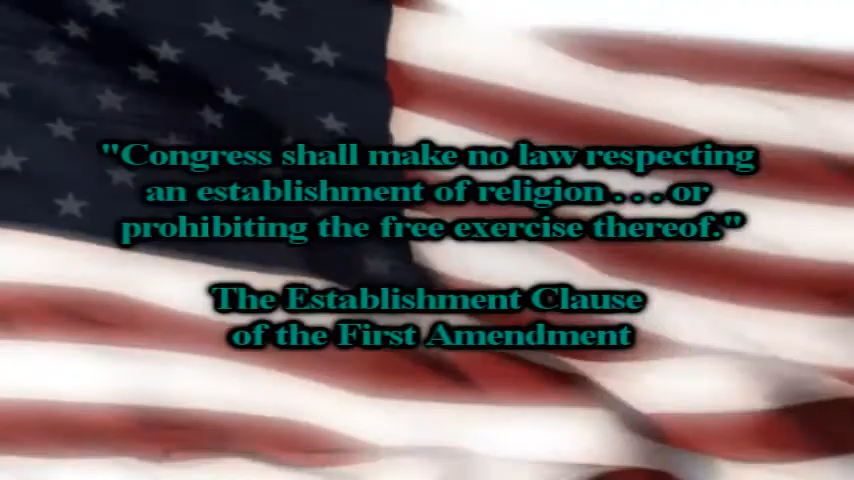 "Congress shall make no law respecting
an establishment of religion . . . or
prohibiting the free exercise thereof."
The Establishment Clause
of the First Amendment